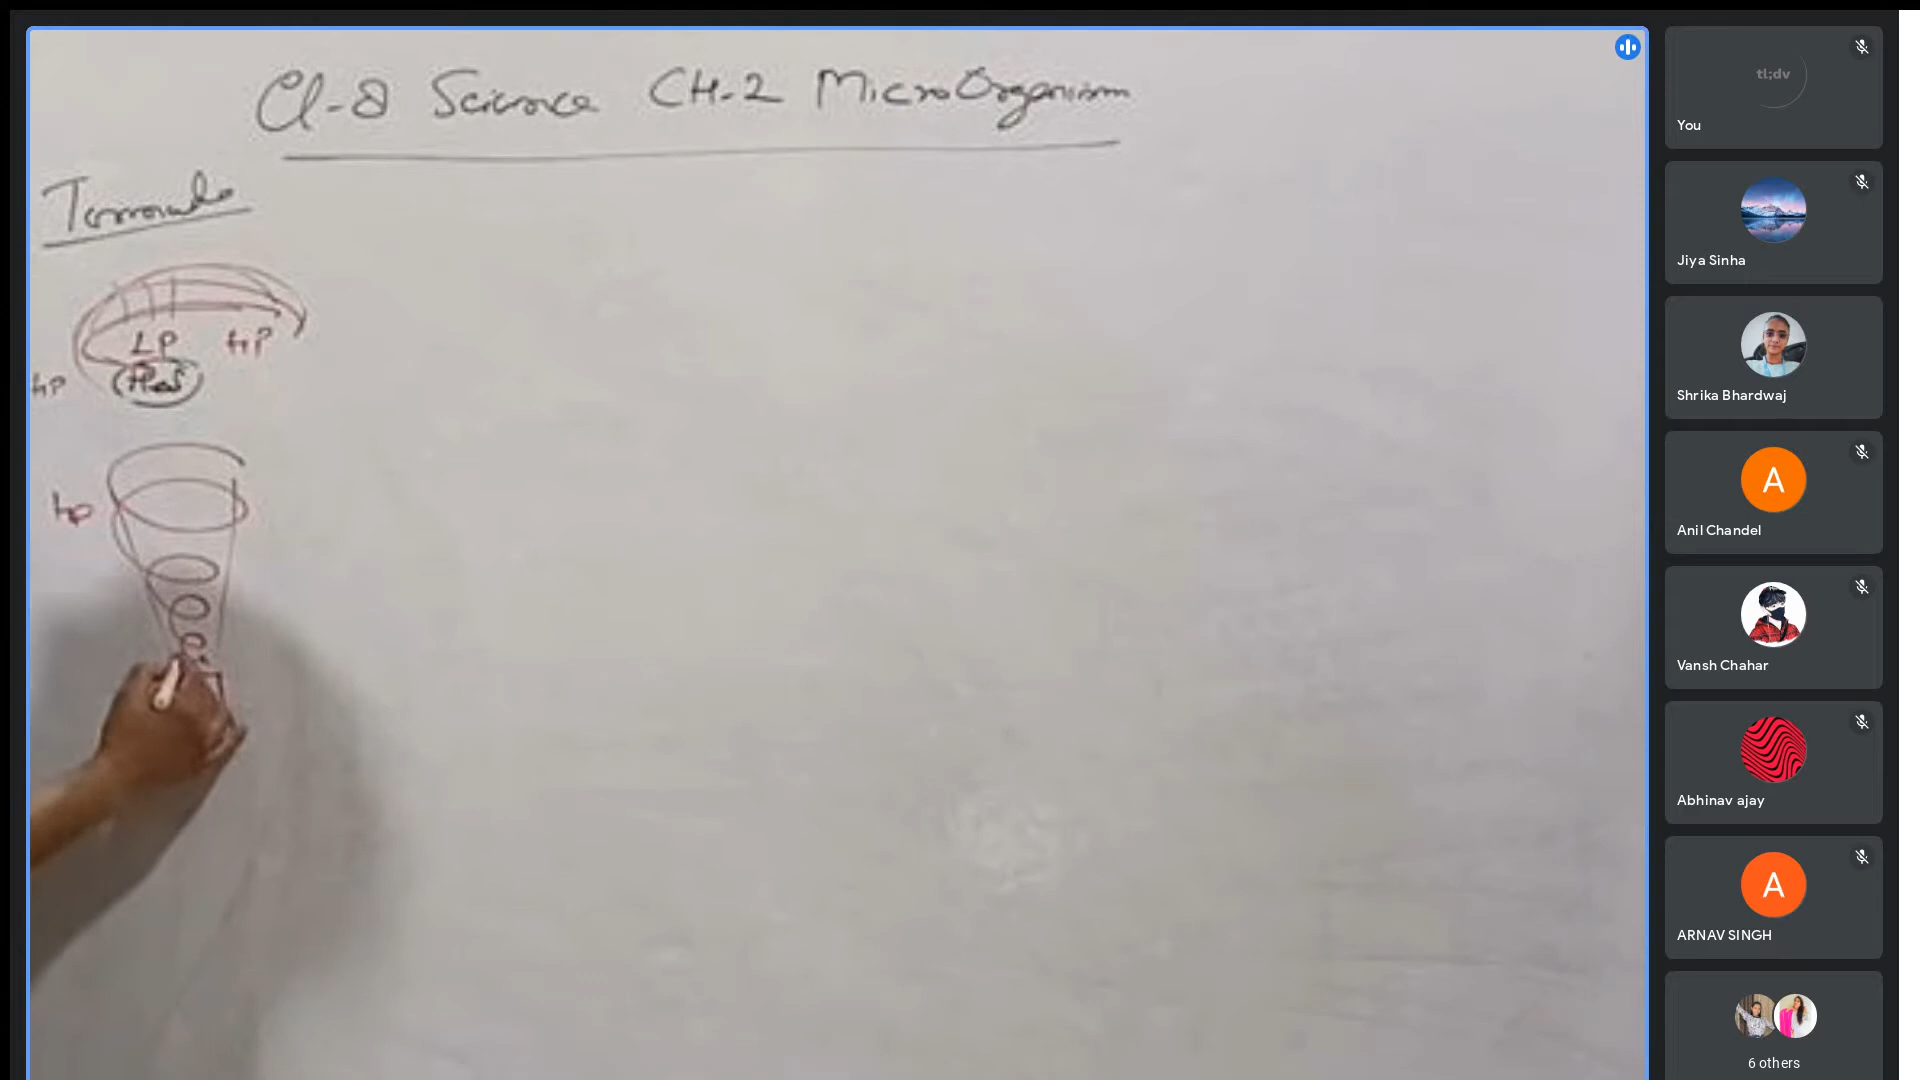 Cl-8 Science CH-2 MicroOrganism
Tornado
LP HP
HP
Heat
tl;dv
You
Jiya Sinha
Shrika Bhardwaj
A
Anil Chandel
Vansh Chahar
Abhinav ajay
A
ARNAV SINGH
6 others